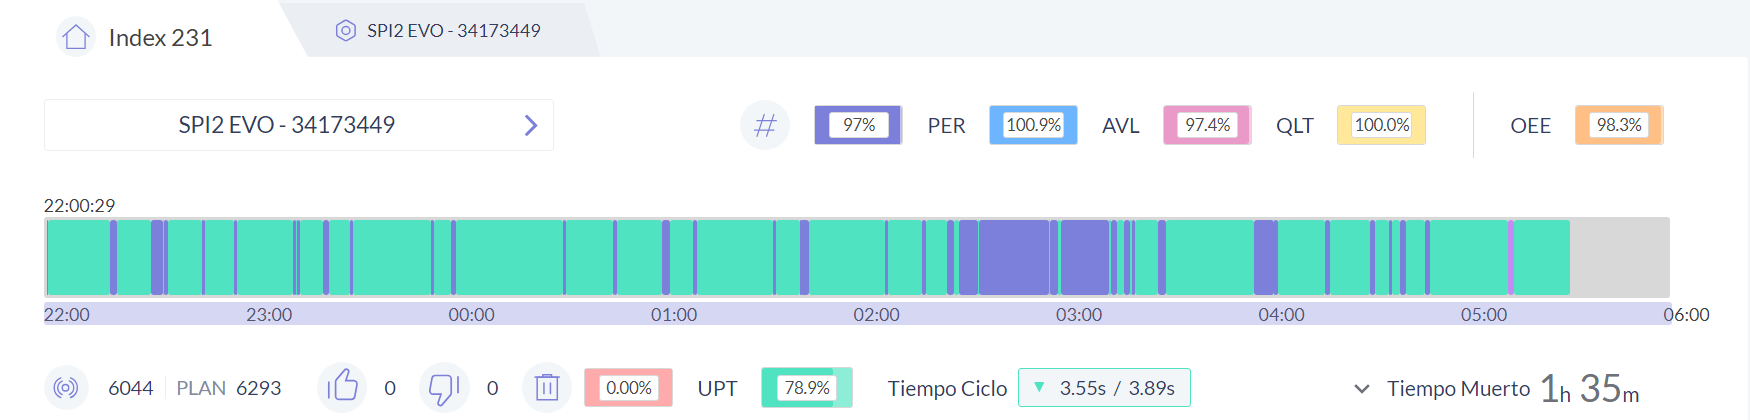 Index 231
SPI2 EVO - 34173449
SPI2 EVO - 34173449
97% PER 100.9% AVL 97.4% QLT 100.0% OEE 98.3%
22:00:29
22:00 23:00 00:00 01:00 02:00 03:00 04:00 05:00 06:00
6044 PLAN 6293 0 0 0.00% UPT 78.9% Tiempo Ciclo ▼ 3.55s / 3.89s Tiempo Muerto 1h 35m